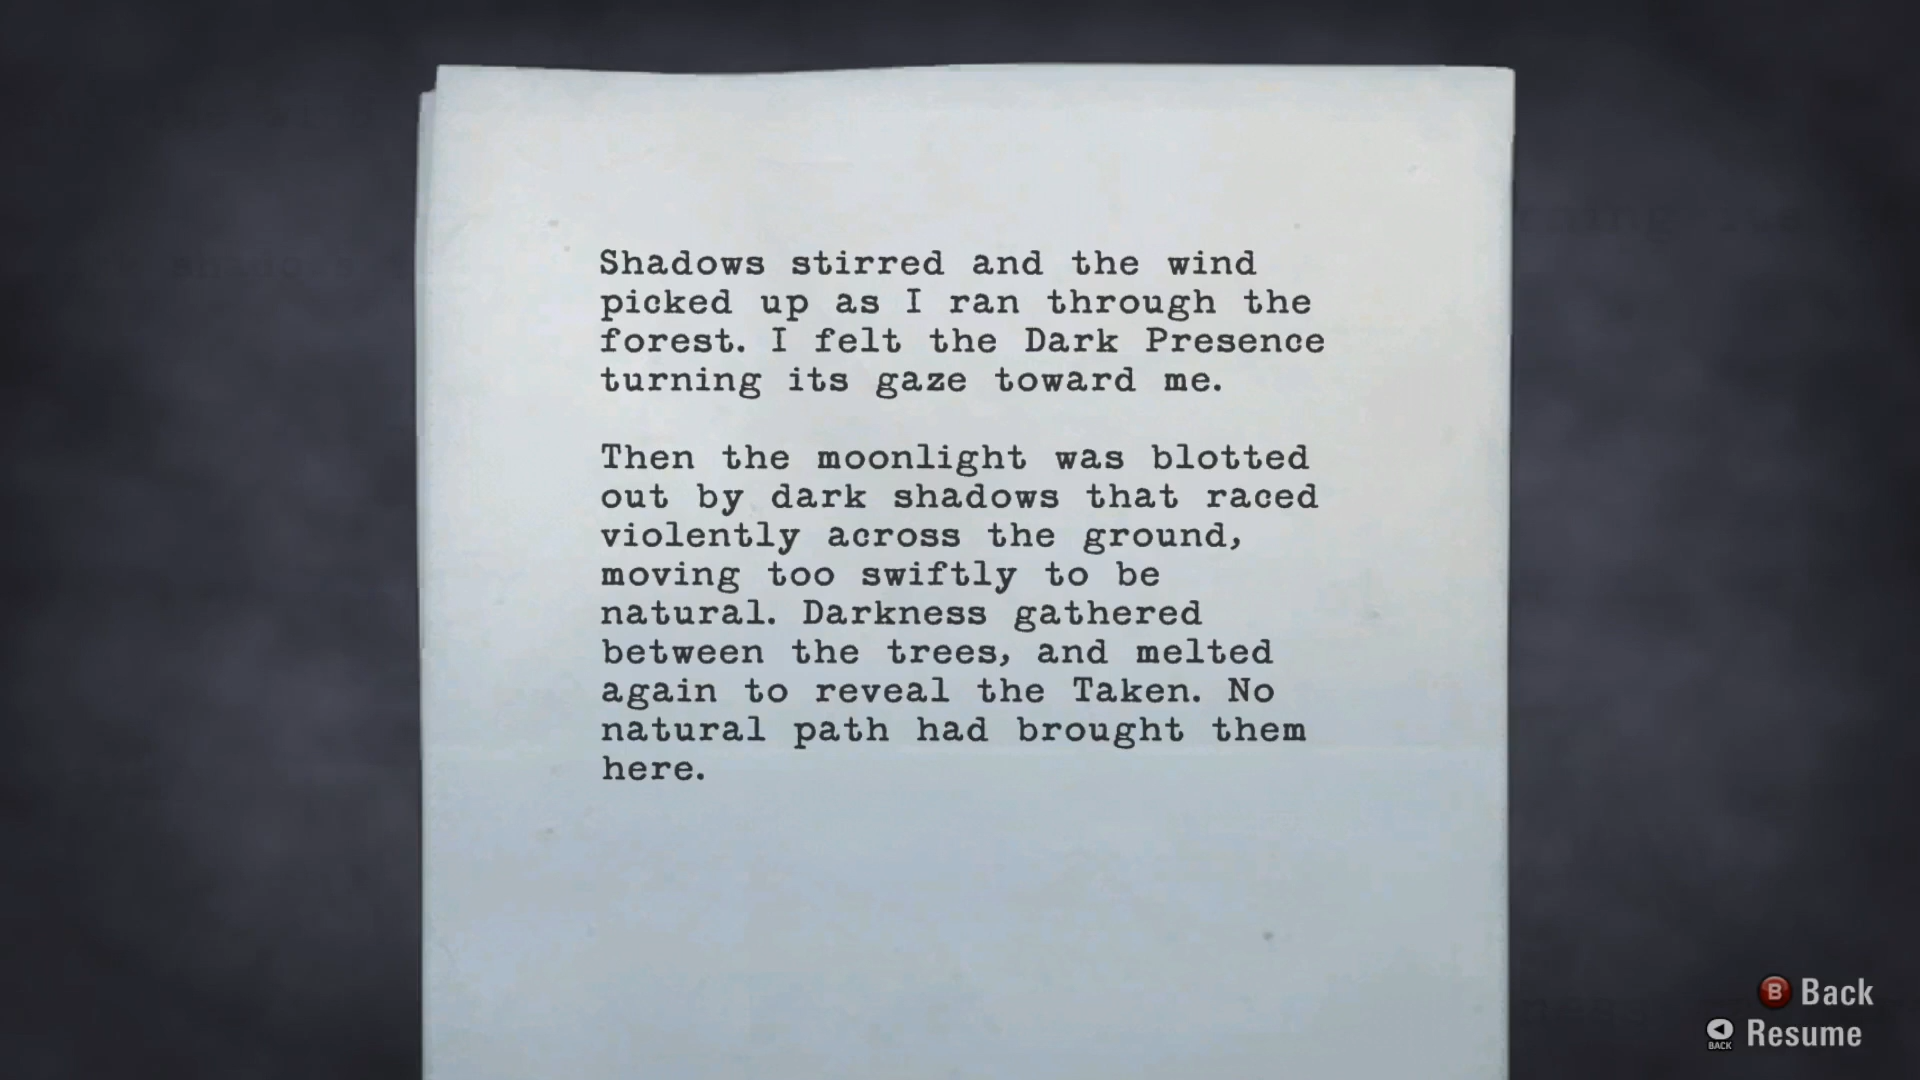 Shadows stirred and the wind
picked up as I ran through the
forest. I felt the Dark Presence
turning its gaze toward me.
Then the moonlight was blotted
out by dark shadows that raced
violently across the ground,
moving too swiftly to be
natural. Darkness gathered
between the trees, and melted
again to reveal the Taken. No
natural path had brought them
here.
B Back
BACK Resume